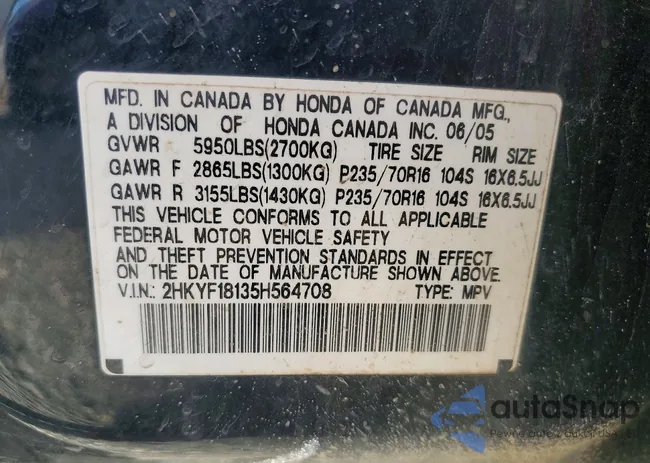 MFD. IN CANADA BY HONDA OF CANADA MFG.,
A DIVISION OF HONDA CANADA INC. 06/05
GVWR 5950LBS(2700KG) TIRE SIZE RIM SIZE
GAWR F 2865LBS(1300KG) P235/70R16 104S 16X6.5JJ
GAWR R 3155LBS(1430KG) P235/70R16 104S 16X6.5JJ
THIS VEHICLE CONFORMS TO ALL APPLICABLE
FEDERAL MOTOR VEHICLE SAFETY
AND THEFT PREVENTION STANDARDS IN EFFECT
ON THE DATE OF MANUFACTURE SHOWN ABOVE.
V.I.N.: 2HKYF18135H564708 TYPE: MPV
autoSnap